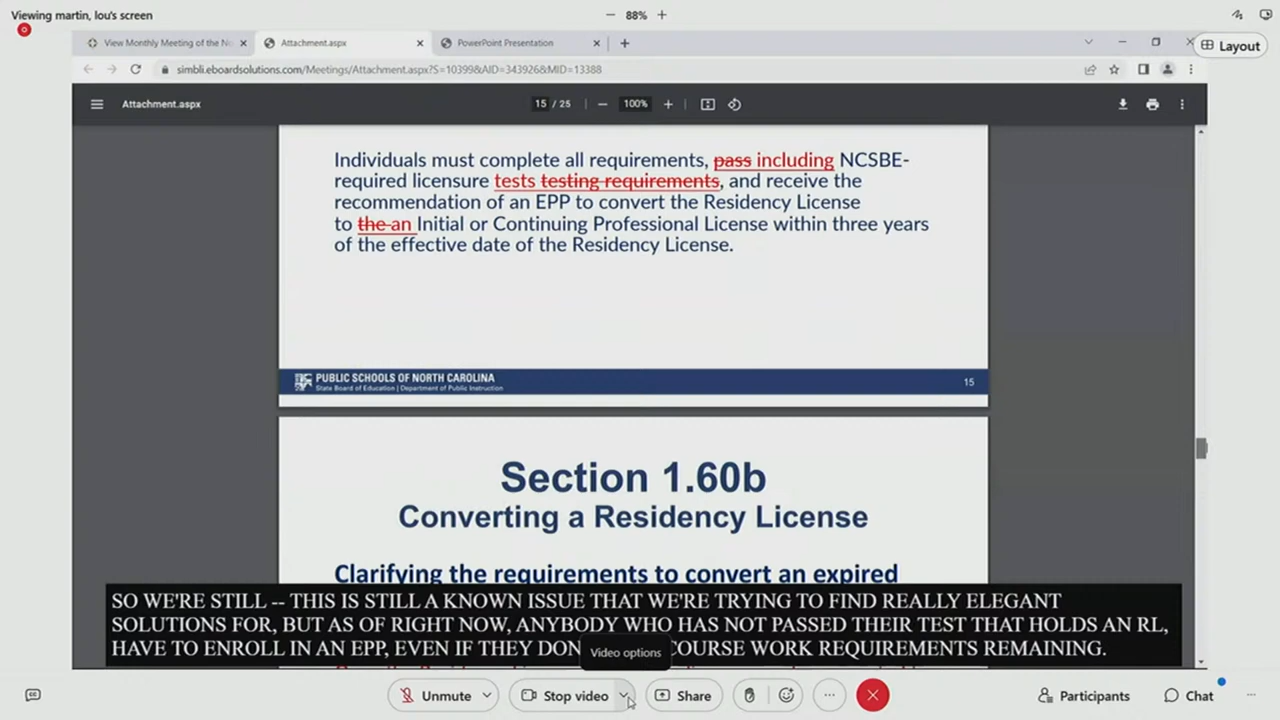 Viewing martin, lou's screen
88%
View Monthly Meeting of the No
Attachment.aspx
PowerPoint Presentation
Layout
simbli.eboardsolutions.com/Meetings/Attachment.aspx?S=10399&AID=343926&MID=13388
Attachment.aspx
15 / 25
100%
Individuals must complete all requirements, pass including NCSBE-
required licensure tests testing requirements, and receive the
recommendation of an EPP to convert the Residency License
to the an Initial or Continuing Professional License within three years
of the effective date of the Residency License.
PUBLIC SCHOOLS OF NORTH CAROLINA
State Board of Education | Department of Public Instruction
15
Section 1.60b
Converting a Residency License
Clarifying the requirements to convert an expired
SO WE'RE STILL -- THIS IS STILL A KNOWN ISSUE THAT WE'RE TRYING TO FIND REALLY ELEGANT
SOLUTIONS FOR, BUT AS OF RIGHT NOW, ANYBODY WHO HAS NOT PASSED THEIR TEST THAT HOLDS AN RL,
HAVE TO ENROLL IN AN EPP, EVEN IF THEY DON COURSE WORK REQUIREMENTS REMAINING.
Video options
Unmute
Stop video
Share
Participants
Chat